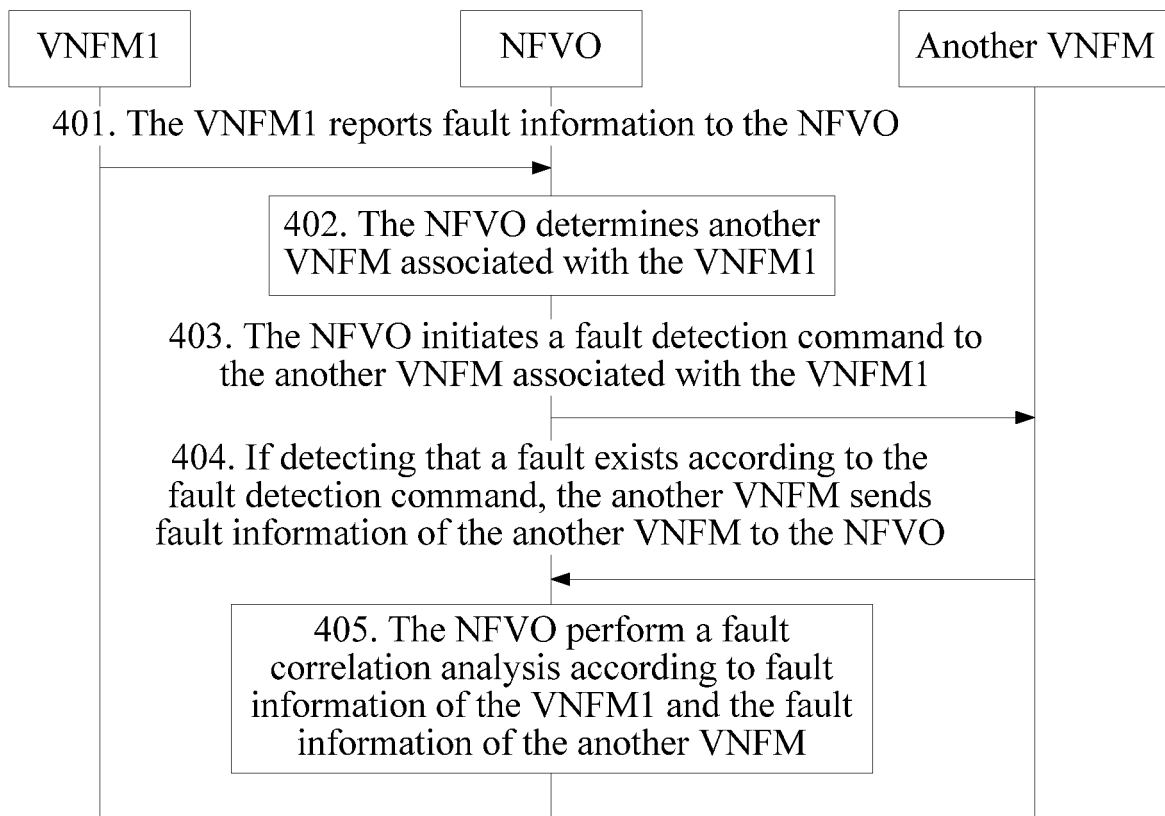 VNFM1
NFVO
Another VNFM
401. The VNFM1 reports fault information to the NFVO
402. The NFVO determines another
VNFM associated with the VNFM1
403. The NFVO initiates a fault detection command to
the another VNFM associated with the VNFM1
404. If detecting that a fault exists according to the
fault detection command, the another VNFM sends
fault information of the another VNFM to the NFVO
405. The NFVO perform a fault
correlation analysis according to fault
information of the VNFM1 and the fault
information of the another VNFM